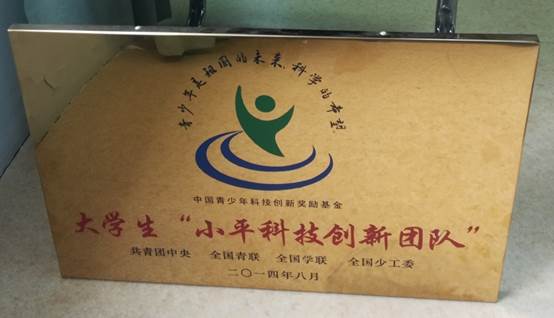 青少年是祖国的未来,科学的希望
中国青少年科技创新奖励基金
大学生“小平科技创新团队”
共青团中央 全国青联 全国学联 全国少工委
二〇一四年八月